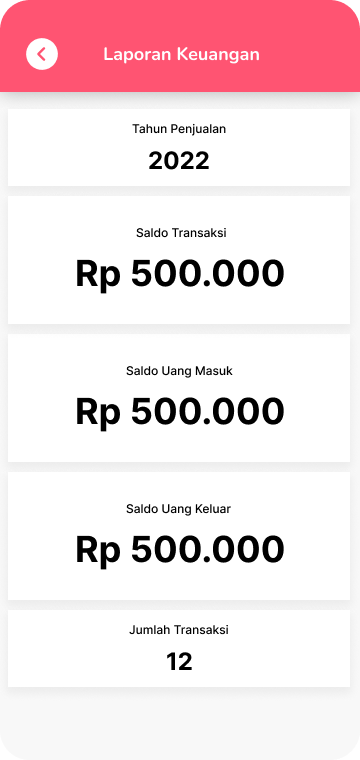 Laporan Keuangan
Tahun Penjualan
2022
Saldo Transaksi
Rp 500.000
Saldo Uang Masuk
Rp 500.000
Saldo Uang Keluar
Rp 500.000
Jumlah Transaksi
12